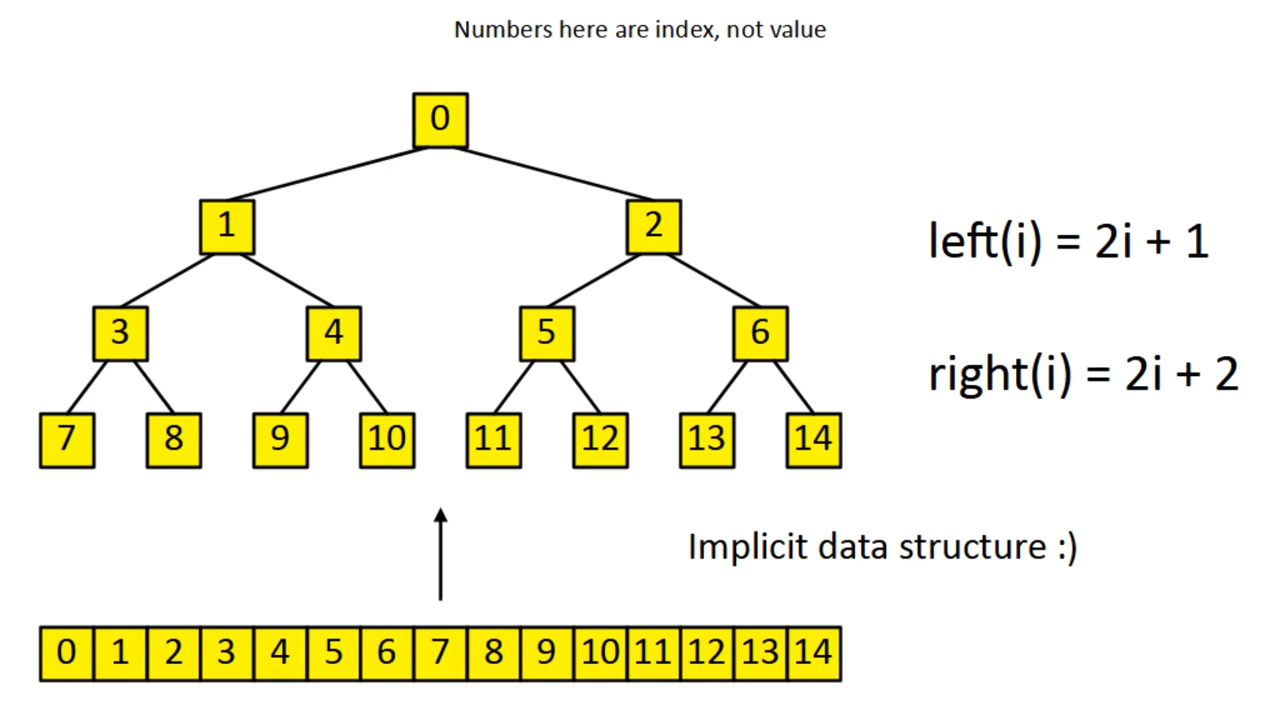 Numbers here are index, not value
0
1 2
3 4 5 6
7 8 9 10 11 12 13 14
left(i) = 2i + 1
right(i) = 2i + 2
Implicit data structure :)
0 1 2 3 4 5 6 7 8 9 10 11 12 13 14